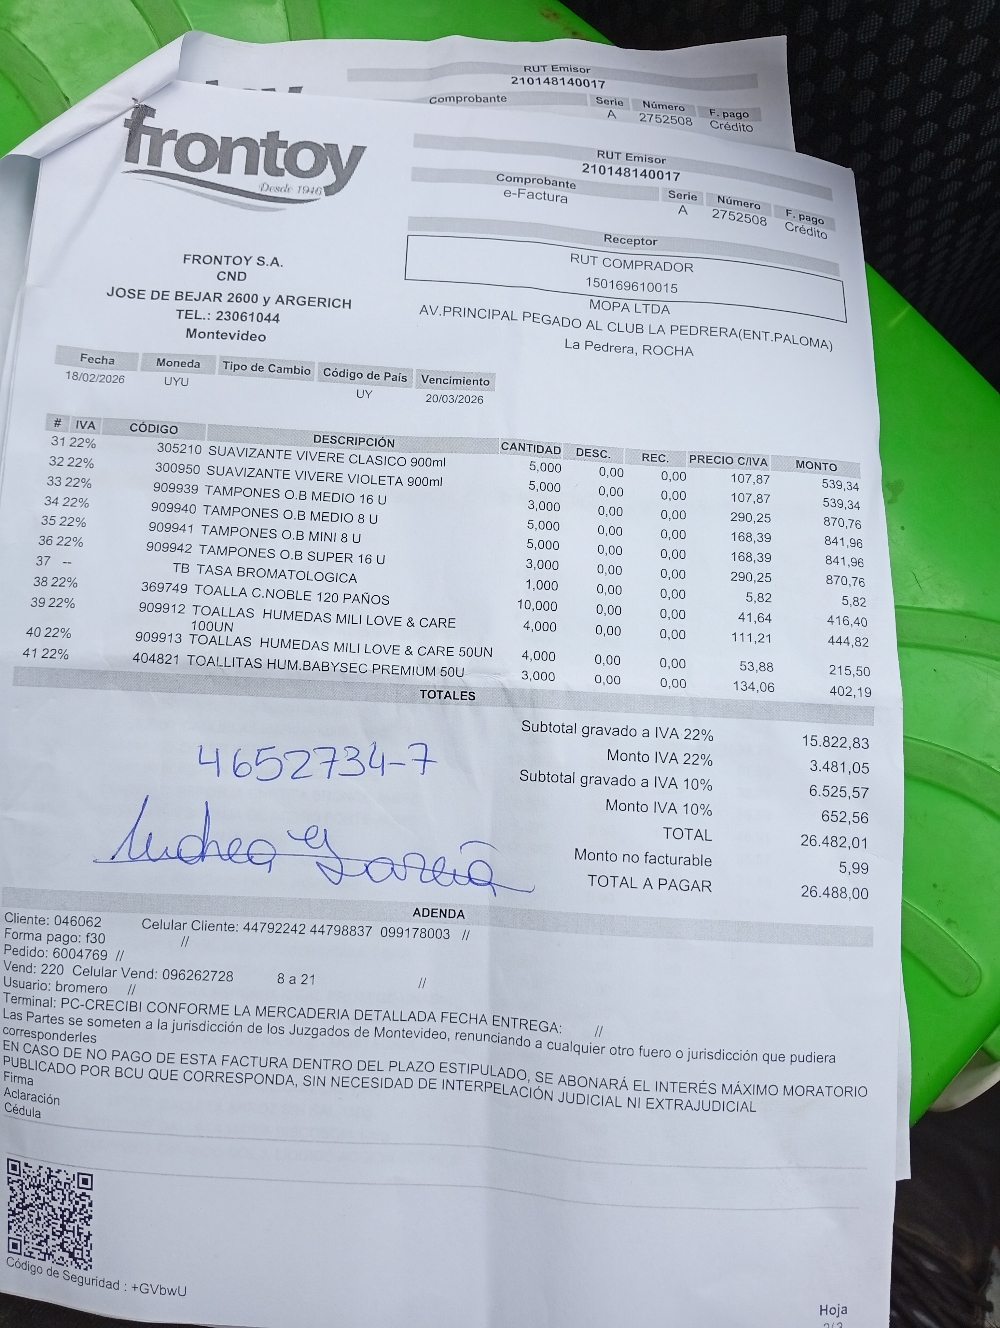 RUT Emisor
210148140017
Comprobante Serie Número F. pago
A 2752508 Crédito
frontoy
Desde 1946
RUT Emisor
210148140017
Comprobante Serie Número F. pago
e-Factura A 2752508 Crédito
Receptor
RUT COMPRADOR
150169610015
MOPA LTDA
AV.PRINCIPAL PEGADO AL CLUB LA PEDRERA(ENT.PALOMA)
La Pedrera, ROCHA
FRONTOY S.A.
CND
JOSE DE BEJAR 2600 y ARGERICH
TEL.: 23061044
Montevideo
Fecha Moneda Tipo de Cambio Código de País Vencimiento
18/02/2026 UYU UY 20/03/2026
# IVA CÓDIGO DESCRIPCIÓN CANTIDAD DESC. REC. PRECIO C/IVA MONTO
31 22% 305210 SUAVIZANTE VIVERE CLASICO 900ml 5,000 0,00 0,00 107,87 539,34
32 22% 300950 SUAVIZANTE VIVERE VIOLETA 900ml 5,000 0,00 0,00 107,87 539,34
33 22% 909939 TAMPONES O.B MEDIO 16 U 3,000 0,00 0,00 290,25 870,76
34 22% 909940 TAMPONES O.B MEDIO 8 U 5,000 0,00 0,00 168,39 841,96
35 22% 909941 TAMPONES O.B MINI 8 U 5,000 0,00 0,00 168,39 841,96
36 22% 909942 TAMPONES O.B SUPER 16 U 3,000 0,00 0,00 290,25 870,76
37 -- TB TASA BROMATOLOGICA 1,000 0,00 0,00 5,82 5,82
38 22% 369749 TOALLA C.NOBLE 120 PAÑOS 10,000 0,00 0,00 41,64 416,40
39 22% 909912 TOALLAS HUMEDAS MILI LOVE & CARE 4,000 0,00 0,00 111,21 444,82
100UN
40 22% 909913 TOALLAS HUMEDAS MILI LOVE & CARE 50UN 4,000 0,00 0,00 53,88 215,50
41 22% 404821 TOALLITAS HUM.BABYSEC PREMIUM 50U 3,000 0,00 0,00 134,06 402,19
TOTALES
Subtotal gravado a IVA 22% 15.822,83
Monto IVA 22% 3.481,05
Subtotal gravado a IVA 10% 6.525,57
Monto IVA 10% 652,56
TOTAL 26.482,01
Monto no facturable 5,99
TOTAL A PAGAR 26.488,00
4652734-7
Andrea García
ADENDA
Cliente: 046062 Celular Cliente: 44792242 44798837 099178003 //
Forma pago: f30 //
Pedido: 6004769 //
Vend: 220 Celular Vend: 096262728 8 a 21 //
Usuario: bromero //
Terminal: PC-CRECIBI CONFORME LA MERCADERIA DETALLADA FECHA ENTREGA: //
Las Partes se someten a la jurisdicción de los Juzgados de Montevideo, renunciando a cualquier otro fuero o jurisdicción que pudiera
corresponderles
EN CASO DE NO PAGO DE ESTA FACTURA DENTRO DEL PLAZO ESTIPULADO, SE ABONARÁ EL INTERÉS MÁXIMO MORATORIO
PUBLICADO POR BCU QUE CORRESPONDA, SIN NECESIDAD DE INTERPELACIÓN JUDICIAL NI EXTRAJUDICIAL
Firma
Aclaración
Cédula
Código de Seguridad : +GVbwU
Hoja